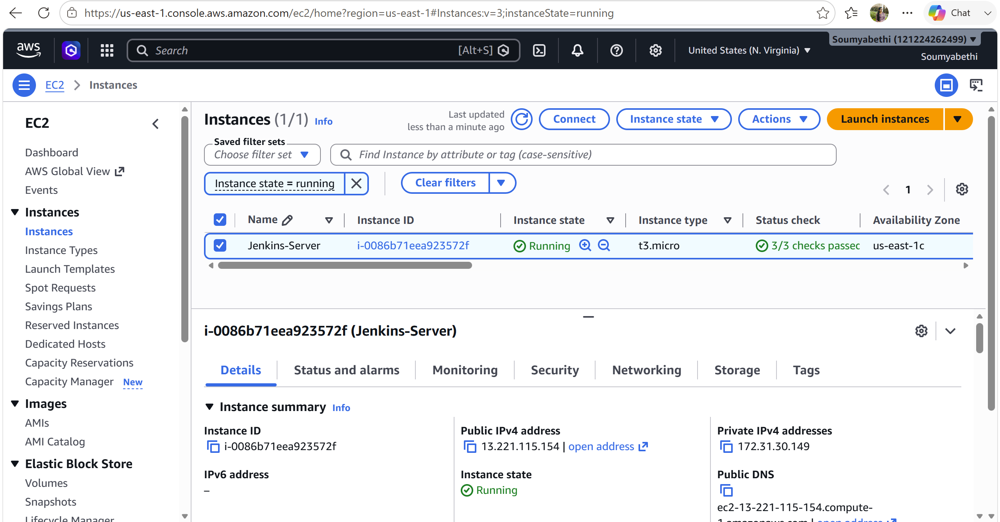 https://us-east-1.console.aws.amazon.com/ec2/home?region=us-east-1#Instances:v=3;instanceState=running
Chat
aws
Search
[Alt+S]
United States (N. Virginia)
Soumyabethi (121224262499)
Soumyabethi
EC2
Instances
EC2
Dashboard
AWS Global View
Events
Instances
Instances
Instance Types
Launch Templates
Spot Requests
Savings Plans
Reserved Instances
Dedicated Hosts
Capacity Reservations
Capacity Manager New
Images
AMIs
AMI Catalog
Elastic Block Store
Volumes
Snapshots
Lifecycle Manager
Instances (1/1) Info
Last updated
less than a minute ago
Connect
Instance state
Actions
Launch instances
Saved filter sets
Choose filter set
Find Instance by attribute or tag (case-sensitive)
Instance state = running
Clear filters
1
Name Instance ID Instance state Instance type Status check Availability Zone
Jenkins-Server i-0086b71eea923572f Running t3.micro 3/3 checks passed us-east-1c
i-0086b71eea923572f (Jenkins-Server)
Details Status and alarms Monitoring Security Networking Storage Tags
Instance summary Info
Instance ID
i-0086b71eea923572f
Public IPv4 address
13.221.115.154 | open address
Private IPv4 addresses
172.31.30.149
IPv6 address
–
Instance state
Running
Public DNS
ec2-13-221-115-154.compute-
1.amazonaws.com | open address